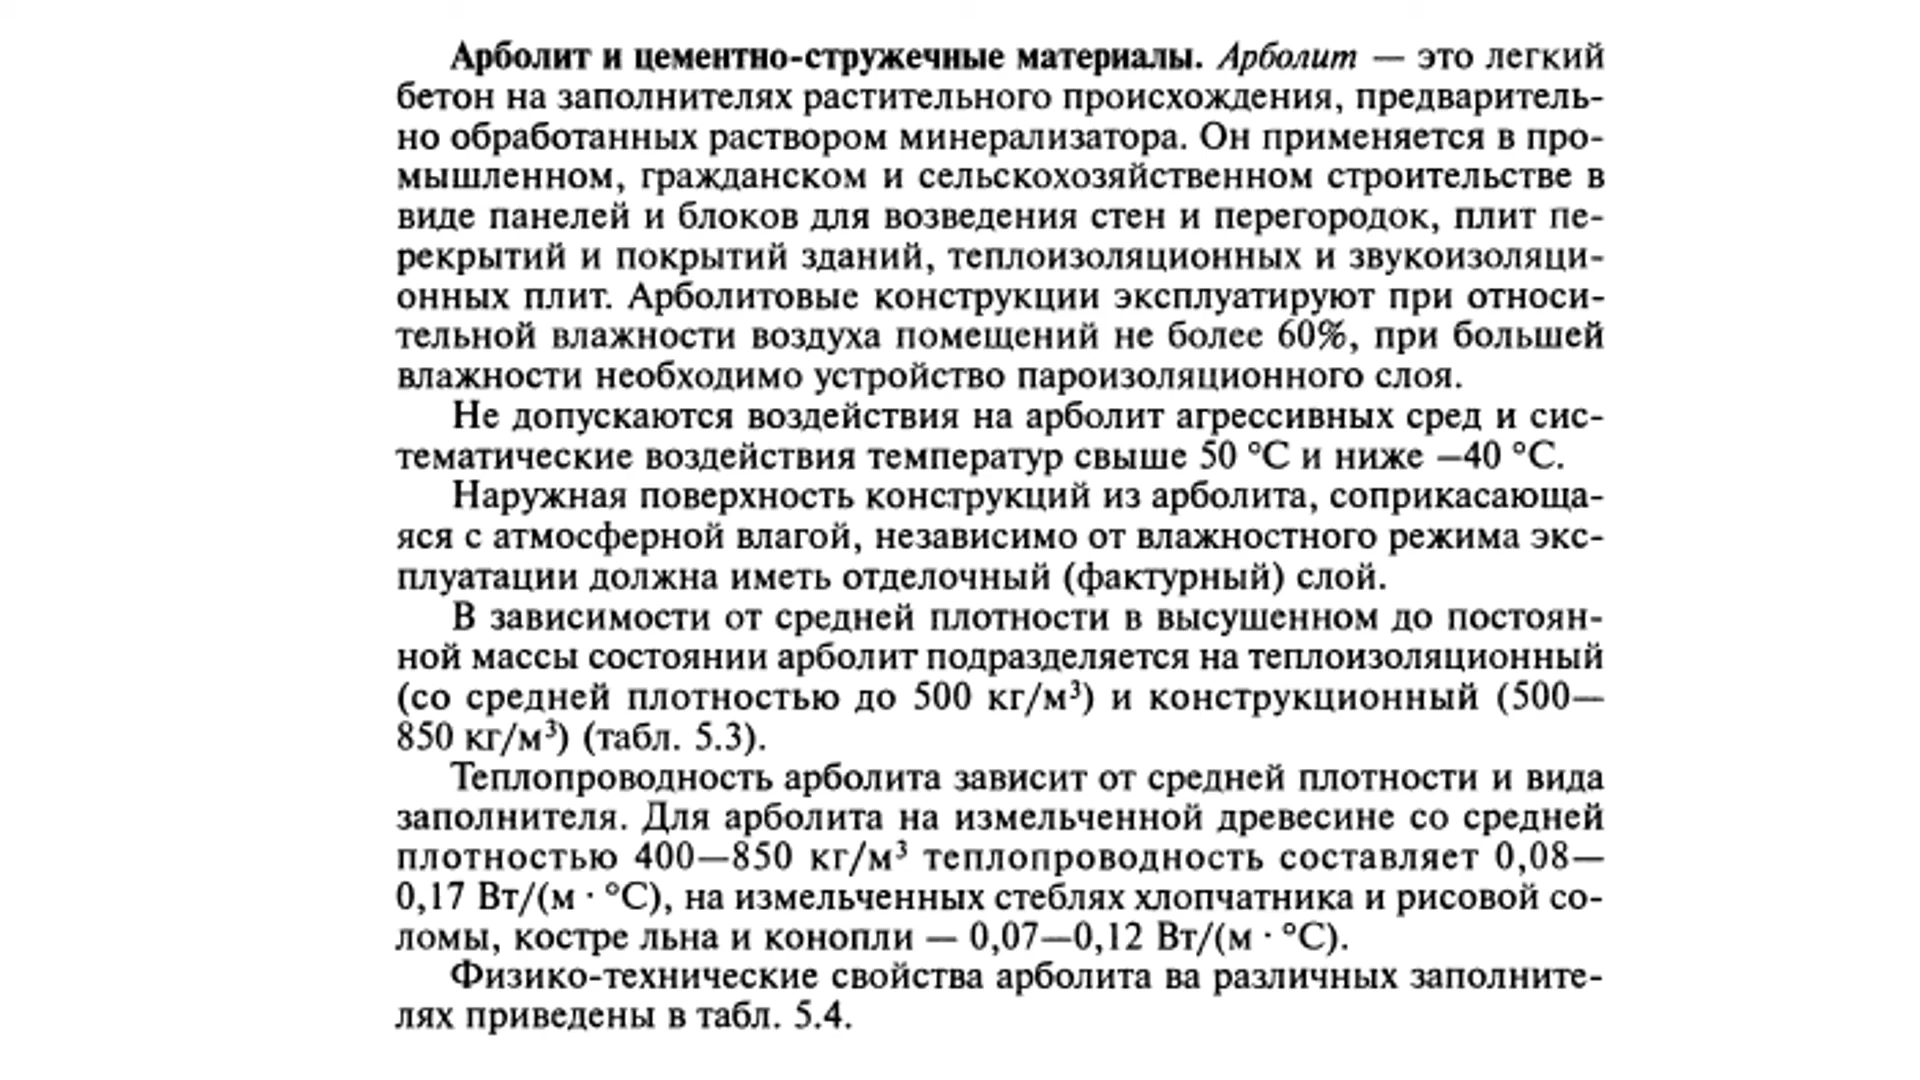 Арболит и цементно-стружечные материалы. Арболит — это легкий
бетон на заполнителях растительного происхождения, предваритель-
но обработанных раствором минерализатора. Он применяется в про-
мышленном, гражданском и сельскохозяйственном строительстве в
виде панелей и блоков для возведения стен и перегородок, плит пе-
рекрытий и покрытий зданий, теплоизоляционных и звукоизоляци-
онных плит. Арболитовые конструкции эксплуатируют при относи-
тельной влажности воздуха помещений не более 60%, при большей
влажности необходимо устройство пароизоляционного слоя.
Не допускаются воздействия на арболит агрессивных сред и сис-
тематические воздействия температур свыше 50 °С и ниже —40 °С.
Наружная поверхность конструкций из арболита, соприкасающа-
яся с атмосферной влагой, независимо от влажностного режима экс-
плуатации должна иметь отделочный (фактурный) слой.
В зависимости от средней плотности в высушенном до постоян-
ной массы состоянии арболит подразделяется на теплоизоляционный
(со средней плотностью до 500 кг/м³) и конструкционный (500—
850 кг/м³) (табл. 5.3).
Теплопроводность арболита зависит от средней плотности и вида
заполнителя. Для арболита на измельченной древесине со средней
плотностью 400—850 кг/м³ теплопроводность составляет 0,08—
0,17 Вт/(м · °С), на измельченных стеблях хлопчатника и рисовой со-
ломы, костре льна и конопли — 0,07—0,12 Вт/(м · °С).
Физико-технические свойства арболита ва различных заполните-
лях приведены в табл. 5.4.